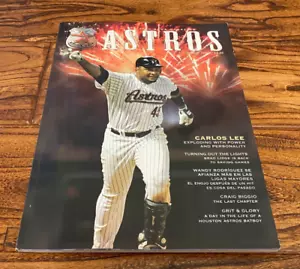 ASTROS
Astros
CARLOS LEE
EXPLODING WITH POWER
AND PERSONALITY
TURNING OUT THE LIGHTS
BRAD LIDGE IS BACK
TO SAVING GAMES
WANDY RODRIGUEZ SE
AFIANZA MÁS EN LAS
LIGAS MAYORES
CRAIG BIGGIO
THE LAST CHAPTER
GRIT & GLORY
A DAY IN THE LIFE OF A
HOUSTON ASTROS BATBOY